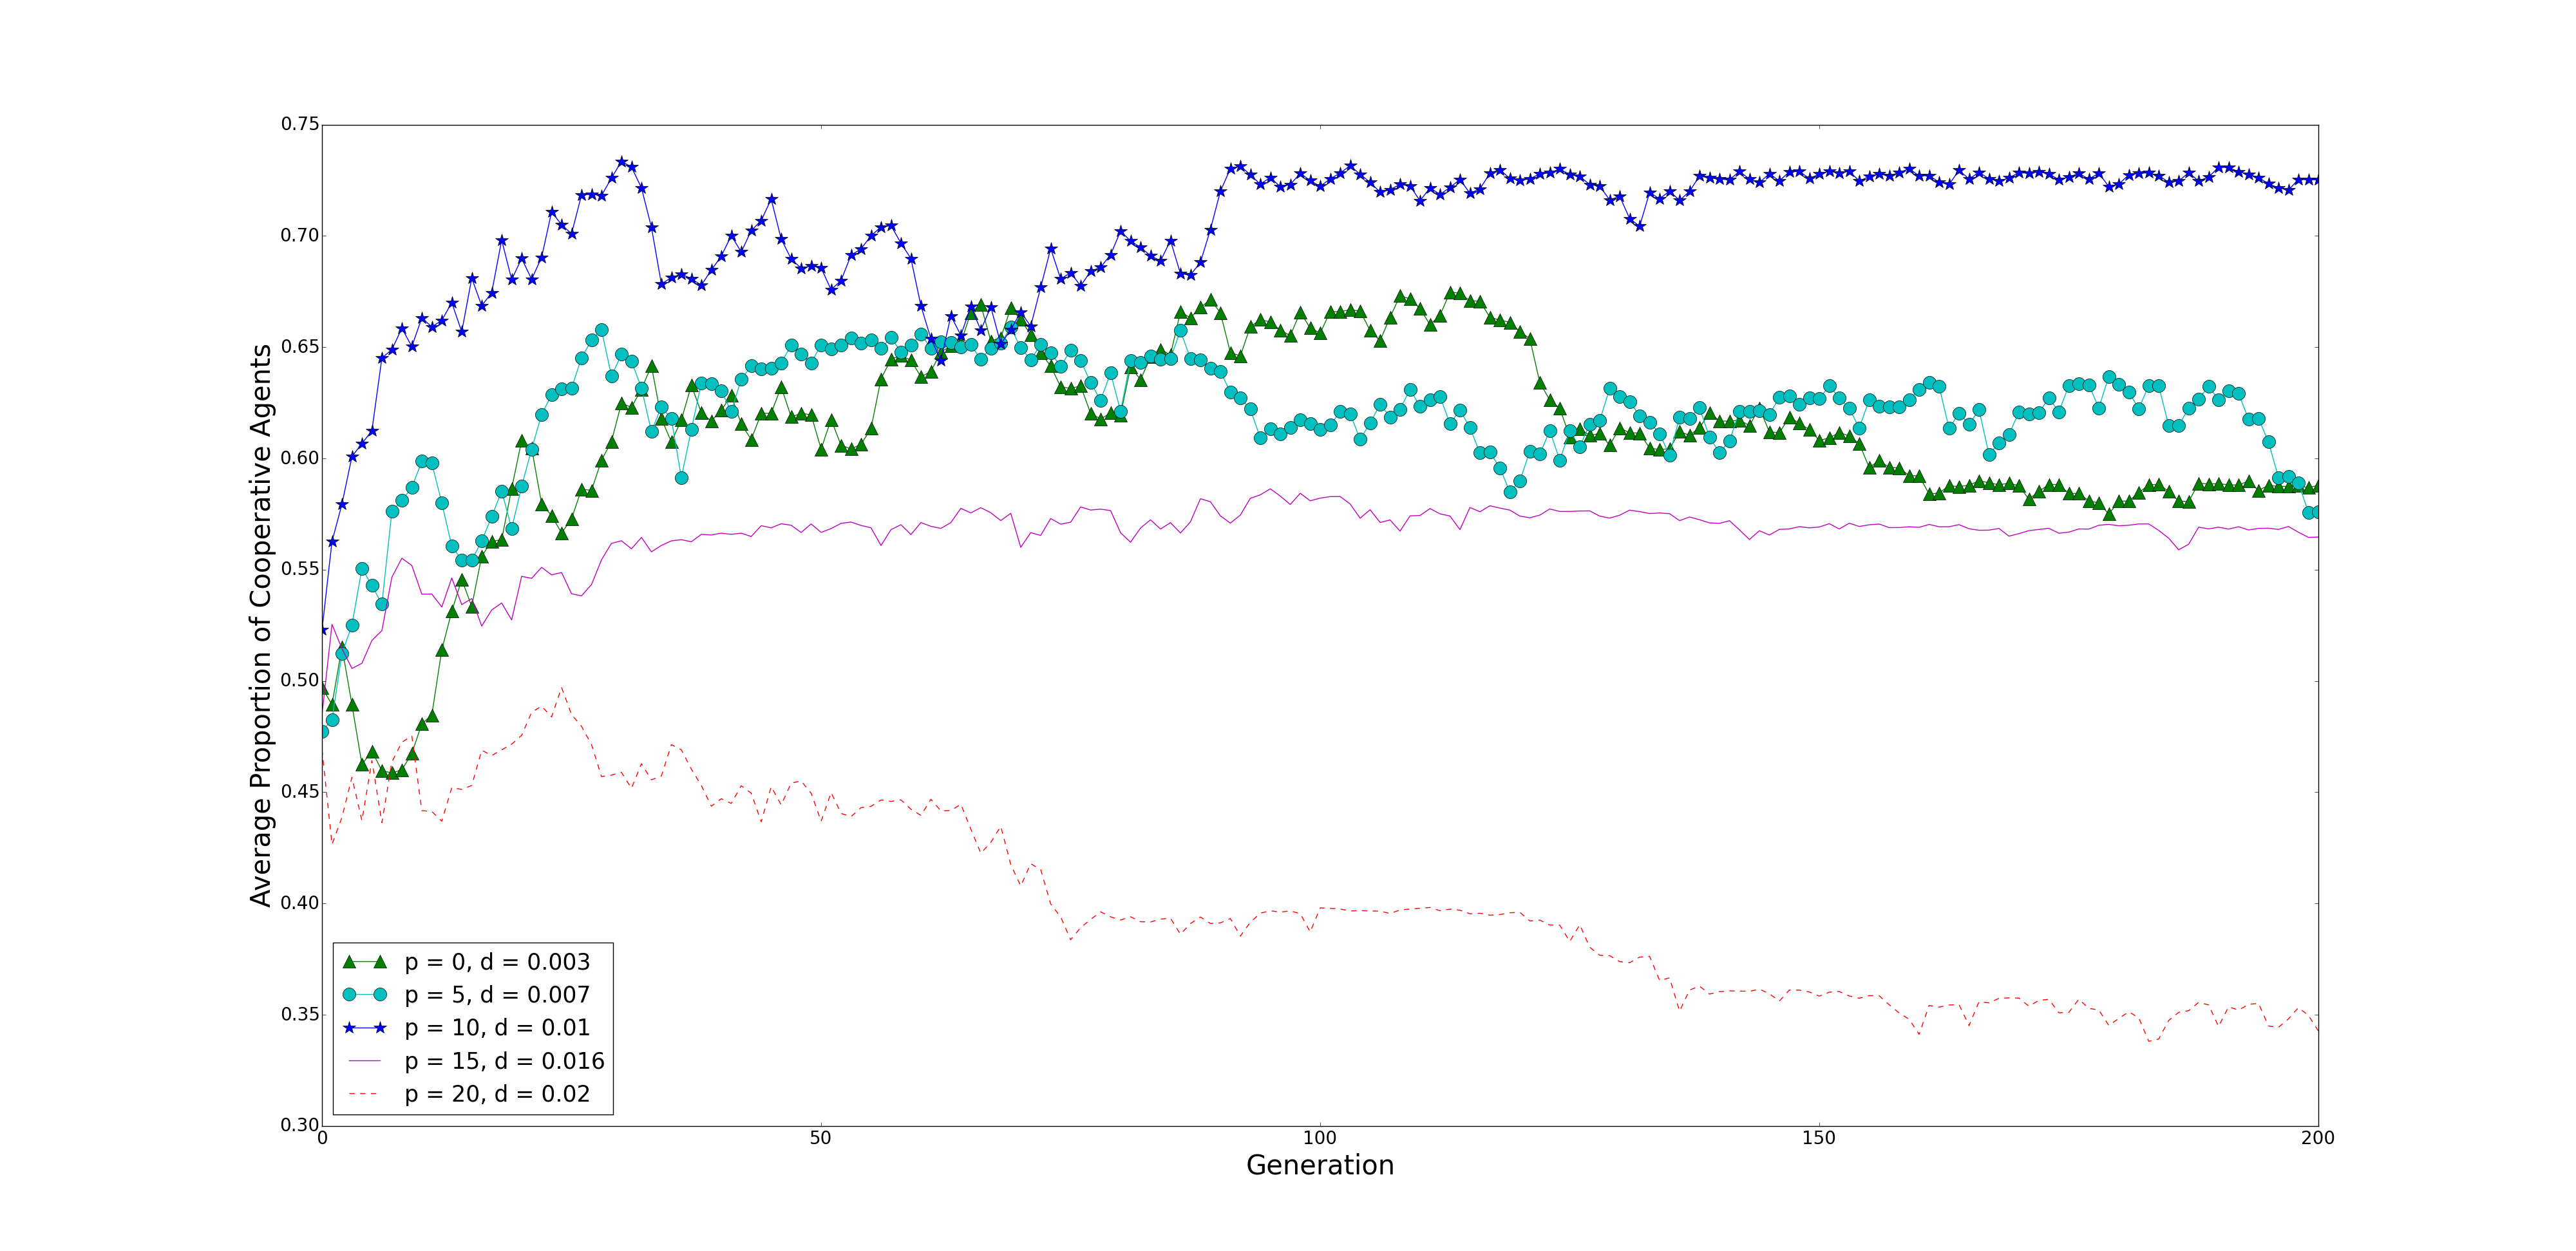 0.75
0.70
0.65
0.60
0.55
0.50
0.45
0.40
0.35
0.30
Average Proportion of Cooperative Agents
p = 0, d = 0.003
p = 5, d = 0.007
p = 10, d = 0.01
p = 15, d = 0.016
p = 20, d = 0.02
0 50 100 150 200
Generation